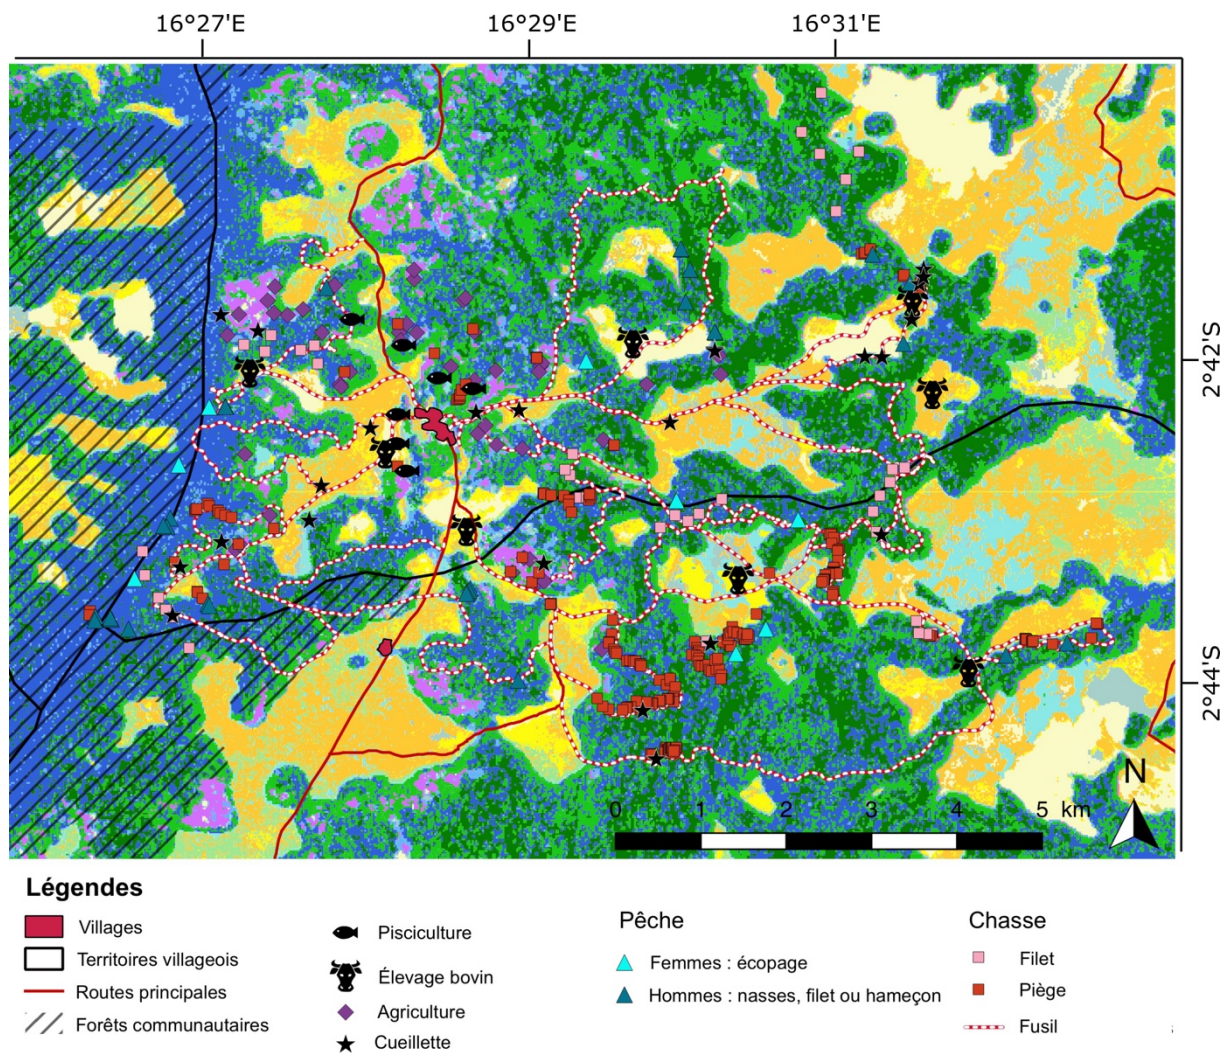 16°27'E 16°29'E 16°31'E
2°42'S
2°44'S
N
0 1 2 3 4 5 km
Légendes
Villages
Territoires villageois
Routes principales
Forêts communautaires
Pisciculture
Élevage bovin
Agriculture
Cueillette
Pêche
Femmes : écopage
Hommes : nasses, filet ou hameçon
Chasse
Filet
Piège
Fusil